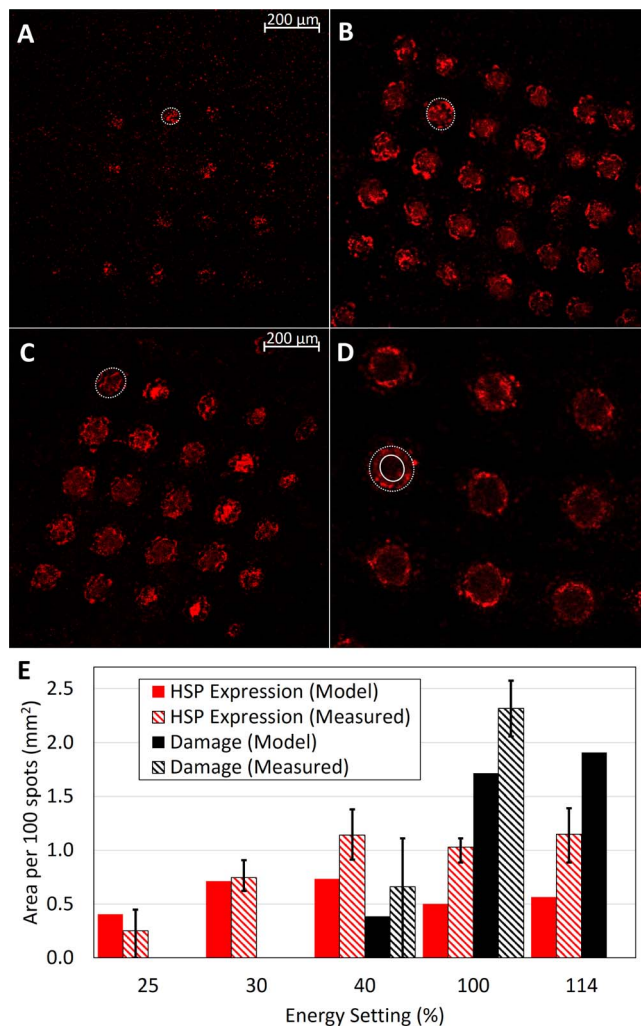 A
200 µm
B
C
200 µm
D
E
HSP Expression (Model)
HSP Expression (Measured)
Damage (Model)
Damage (Measured)
Area per 100 spots (mm²)
2.5
2.0
1.5
1.0
0.5
0.0
25 30 40 100 114
Energy Setting (%)